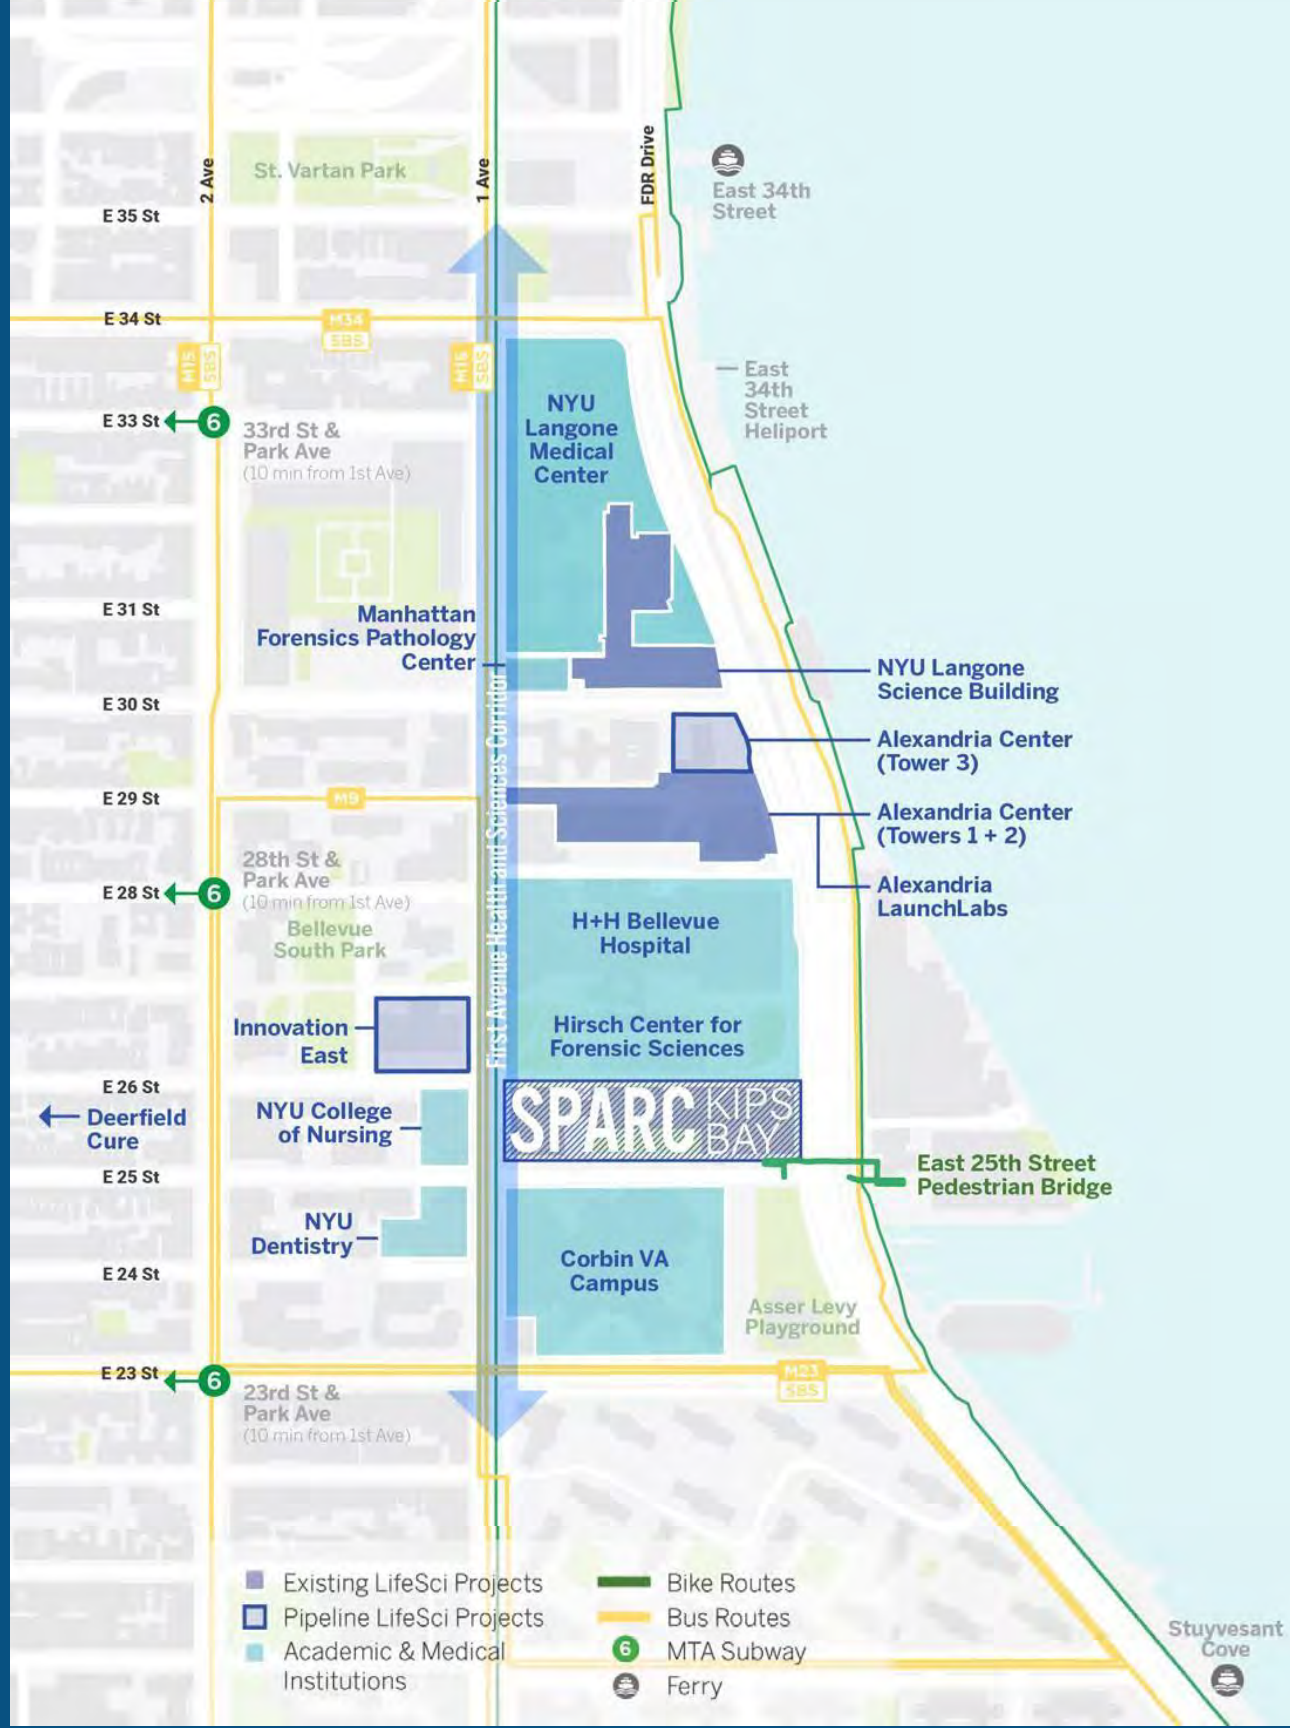 2 Ave
St. Vartan Park
1 Ave
FDR Drive
East 34th
Street
E 35 St
E 34 St
M34
SBS
M15
SBS
M15
SBS
East
34th
Street
Heliport
E 33 St
6
33rd St &
Park Ave
(10 min from 1st Ave)
NYU
Langone
Medical
Center
E 31 St
Manhattan
Forensics Pathology
Center
NYU Langone
Science Building
E 30 St
First Avenue Health and Sciences Corridor
Alexandria Center
(Tower 3)
E 29 St
M9
Alexandria Center
(Towers 1 + 2)
28th St &
Park Ave
(10 min from 1st Ave)
E 28 St
6
Alexandria
LaunchLabs
Bellevue
South Park
H+H Bellevue
Hospital
Innovation
East
Hirsch Center for
Forensic Sciences
E 26 St
Deerfield
Cure
NYU College
of Nursing
SPARC KIPS
BAY
East 25th Street
Pedestrian Bridge
E 25 St
NYU
Dentistry
Corbin VA
Campus
E 24 St
Asser Levy
Playground
E 23 St
6
M23
SBS
23rd St &
Park Ave
(10 min from 1st Ave)
Existing LifeSci Projects
Pipeline LifeSci Projects
Academic & Medical
Institutions
Bike Routes
Bus Routes
6
MTA Subway
Ferry
Stuyvesant
Cove